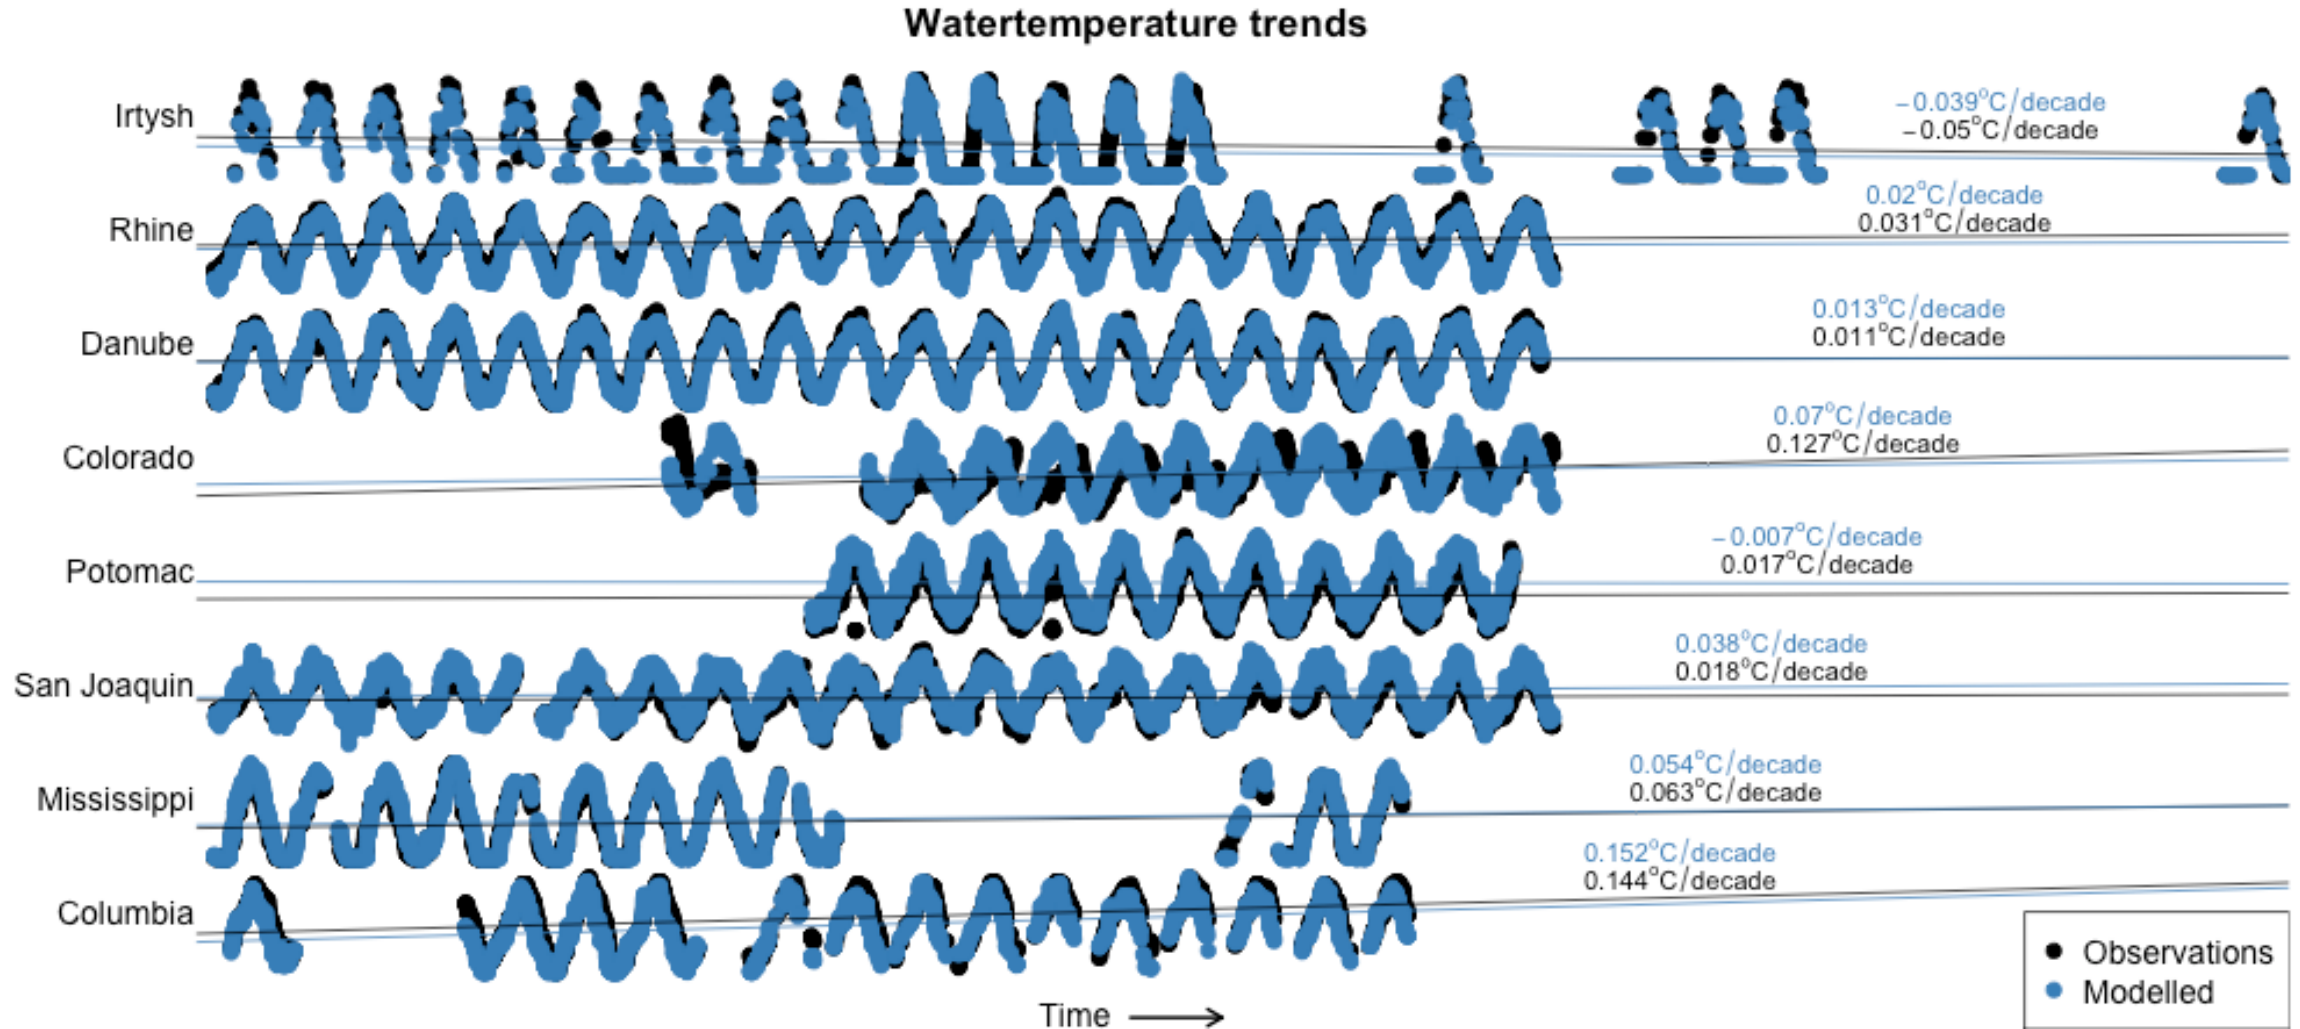 Watertemperature trends
Irtysh
−0.039°C/decade
−0.05°C/decade
Rhine
0.02°C/decade
0.031°C/decade
Danube
0.013°C/decade
0.011°C/decade
Colorado
0.07°C/decade
0.127°C/decade
Potomac
−0.007°C/decade
0.017°C/decade
San Joaquin
0.038°C/decade
0.018°C/decade
Mississippi
0.054°C/decade
0.063°C/decade
Columbia
0.152°C/decade
0.144°C/decade
Observations
Modelled
Time